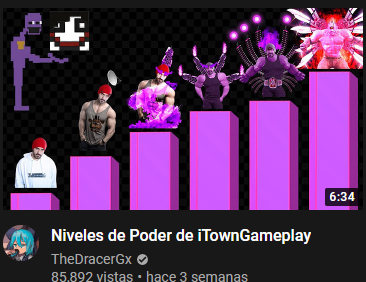 6:34
Niveles de Poder de iTownGameplay
TheDracerGx
85.892 vistas • hace 3 semanas